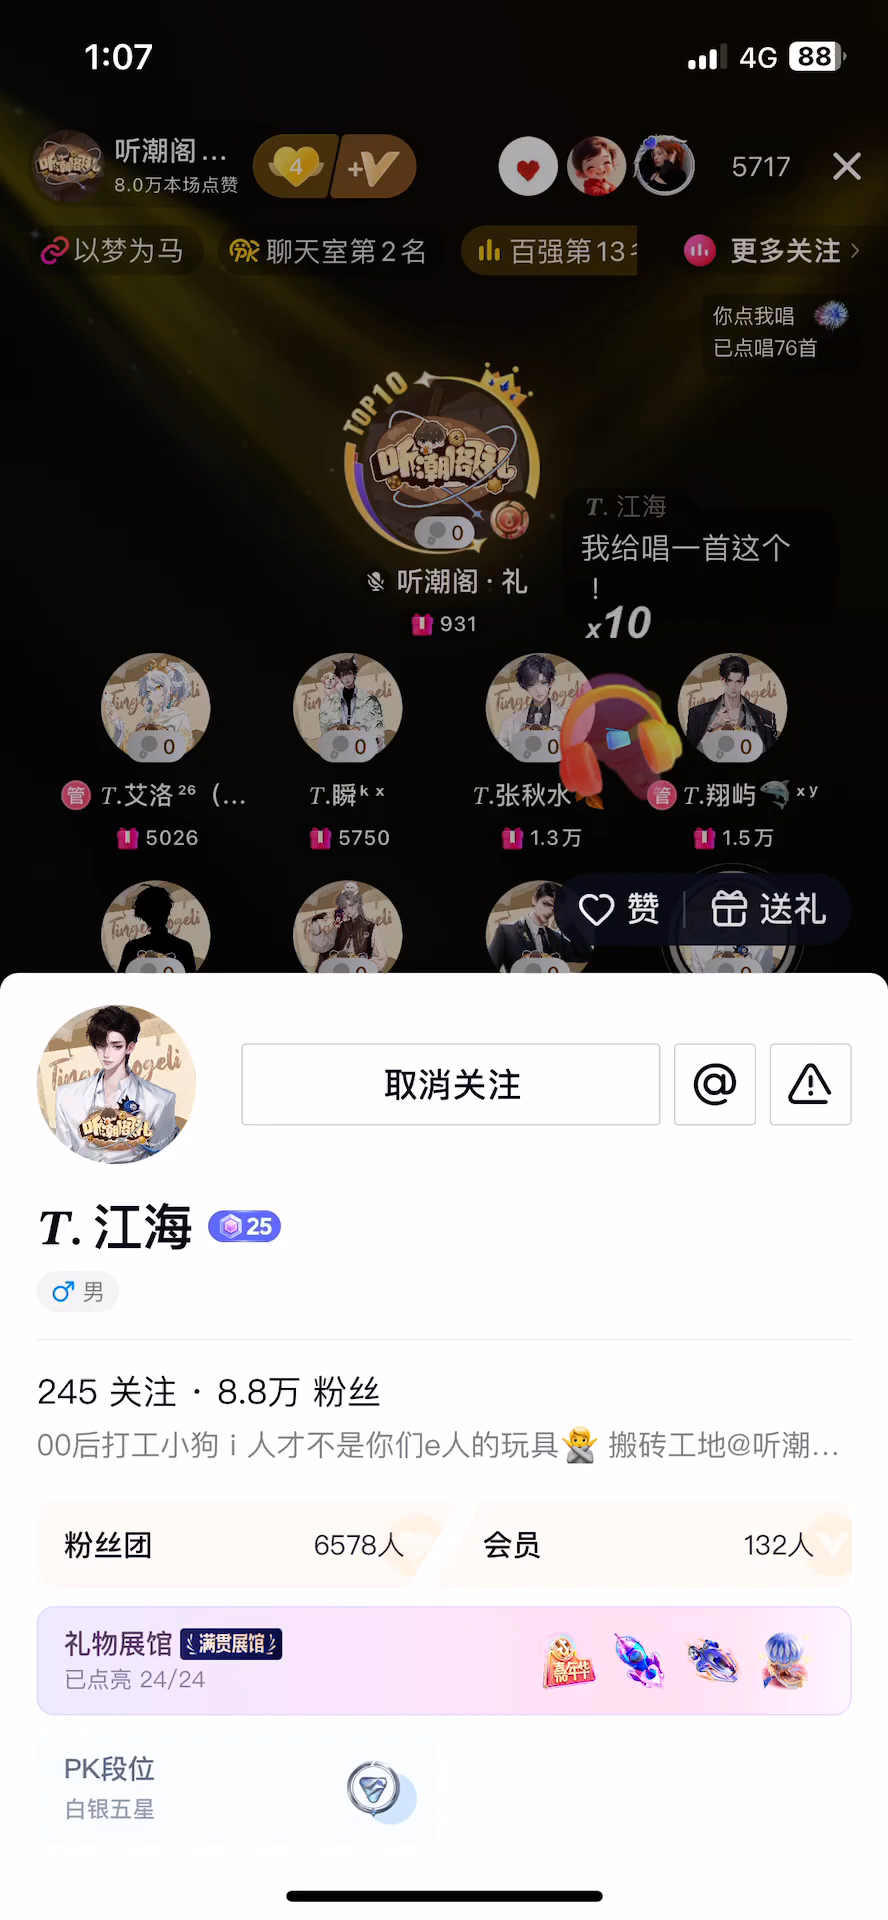 1:07
4G 88
听潮阁...
8.0万本场点赞
4
+V
5717
以梦为马
PK 聊天室第2名
百强第13
更多关注
你点我唱
已点唱76首
TOP10
听潮阁礼
0
听潮阁 · 礼
931
T. 江海
我给唱一首这个
！
x10
0
0
0
0
管 T.艾洛²⁶（...
T.瞬ᵏ ˣ
T.张秋水
管 T.翔屿🐬ˣʸ
5026
5750
1.3万
1.5万
赞
送礼
取消关注
@
T. 江海 25
♂ 男
245 关注 · 8.8万 粉丝
00后打工小狗 i 人才不是你们e人的玩具🙅 搬砖工地@听潮...
粉丝团 6578人
会员 132人
礼物展馆 满贯展馆
已点亮 24/24
嘉年华
PK段位
白银五星